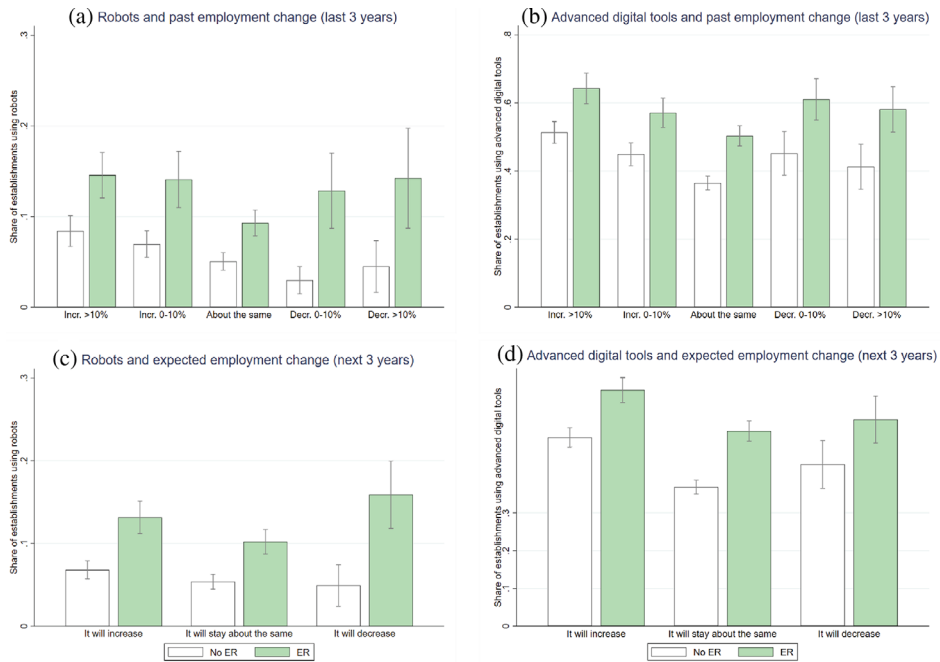 (a) Robots and past employment change (last 3 years)
Share of establishments using robots
.3
.2
.1
0
Incr. >10% Incr. 0-10% About the same Decr. 0-10% Decr. >10%
(b) Advanced digital tools and past employment change (last 3 years)
Share of establishments using advanced digital tools
.8
.6
.4
.2
0
Incr. >10% Incr. 0-10% About the same Decr. 0-10% Decr. >10%
(c) Robots and expected employment change (next 3 years)
Share of establishments using robots
.3
.2
.1
0
It will increase It will stay about the same It will decrease
No ER ER
(d) Advanced digital tools and expected employment change (next 3 years)
Share of establishments using advanced digital tools
.3
.2
.1
0
It will increase It will stay about the same It will decrease
No ER ER